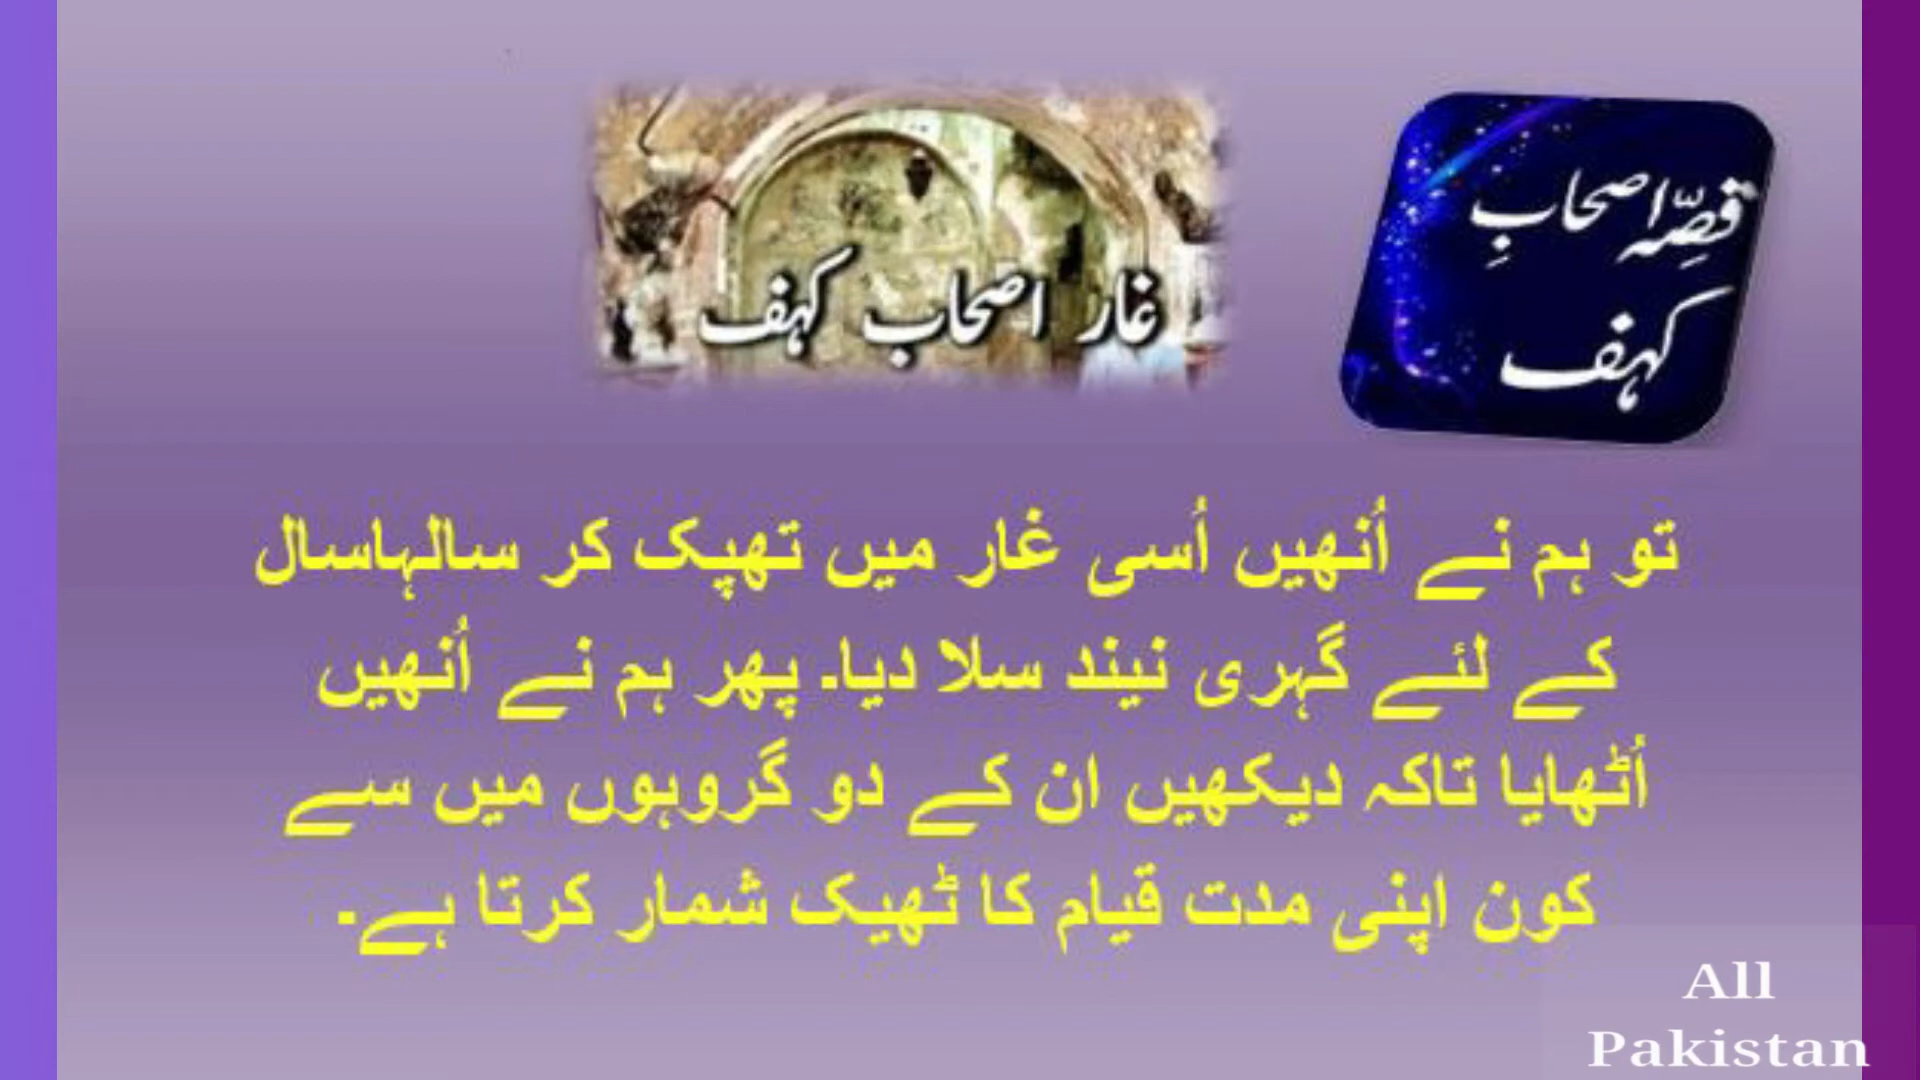 قصّہ اصحابِ
کہف
غار اصحاب کہف
تو ہم نے اُنھیں اُسی غار میں تھپک کر سالہاسال
کے لئے گہری نیند سلا دیا۔ پھر ہم نے اُنھیں
اُٹھایا تاکہ دیکھیں ان کے دو گروہوں میں سے
کون اپنی مدت قیام کا ٹھیک شمار کرتا ہے۔
All
Pakistan